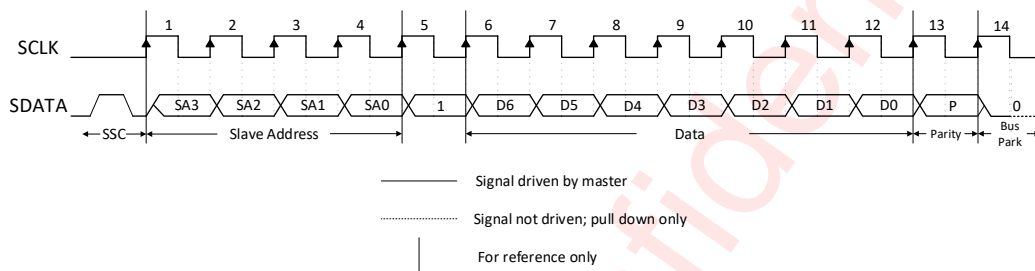 1 2 3 4 5 6 7 8 9 10 11 12 13 14
SCLK
SDATA SA3 SA2 SA1 SA0 1 D6 D5 D4 D3 D2 D1 D0 P 0
SSC Slave Address Data Parity Bus
Park
Signal driven by master
Signal not driven; pull down only
For reference only